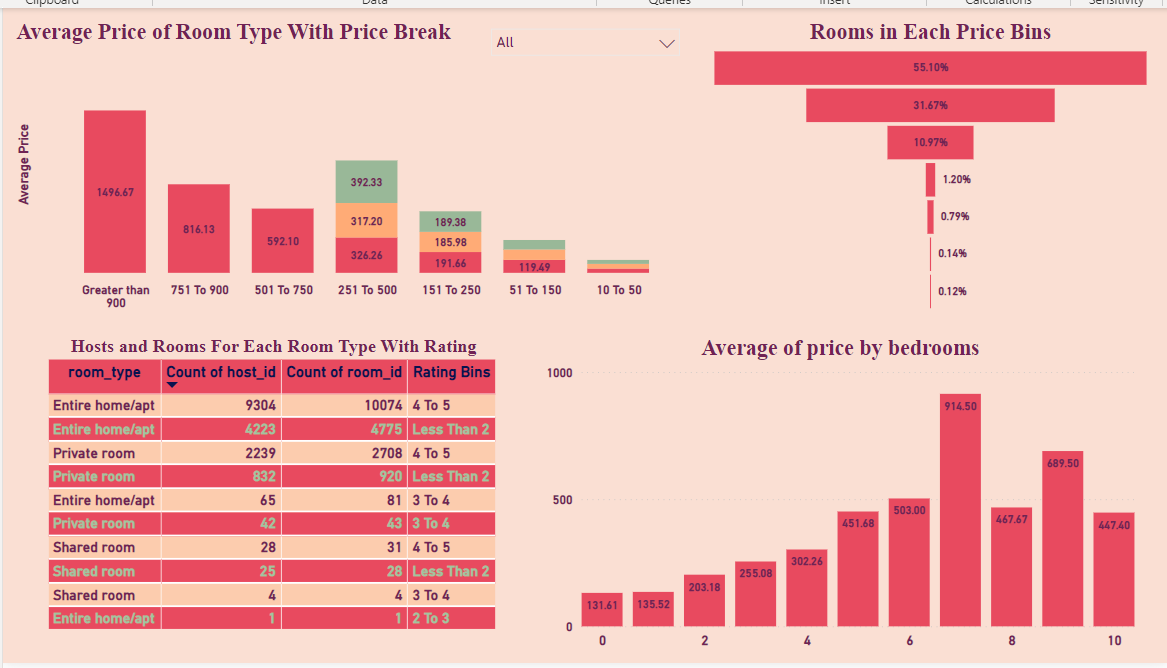 Clipboard Data Queries Insert Calculations Sensitivity
Average Price of Room Type With Price Break
All
Average Price
1496.67
816.13
592.10
392.33
317.20
326.26
189.38
185.98
191.66
119.49
Greater than
900
751 To 900
501 To 750
251 To 500
151 To 250
51 To 150
10 To 50
Rooms in Each Price Bins
55.10%
31.67%
10.97%
1.20%
0.79%
0.14%
0.12%
Hosts and Rooms For Each Room Type With Rating
room_type Count of host_id Count of room_id Rating Bins
Entire home/apt 9304 10074 4 To 5
Entire home/apt 4223 4775 Less Than 2
Private room 2239 2708 4 To 5
Private room 832 920 Less Than 2
Entire home/apt 65 81 3 To 4
Private room 42 43 3 To 4
Shared room 28 31 4 To 5
Shared room 25 28 Less Than 2
Shared room 4 4 3 To 4
Entire home/apt 1 1 2 To 3
Average of price by bedrooms
1000
500
0
131.61
135.52
203.18
255.08
302.26
451.68
503.00
914.50
467.67
689.50
447.40
0 2 4 6 8 10